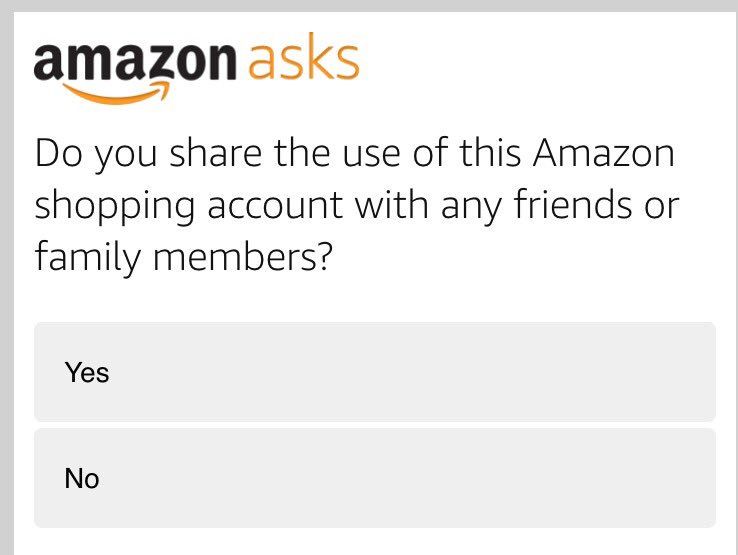 amazon asks
Do you share the use of this Amazon
shopping account with any friends or
family members?
Yes
No